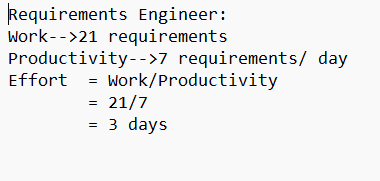 Requirements Engineer:
Work-->21 requirements
Productivity-->7 requirements/ day
Effort  = Work/Productivity
        = 21/7
        = 3 days